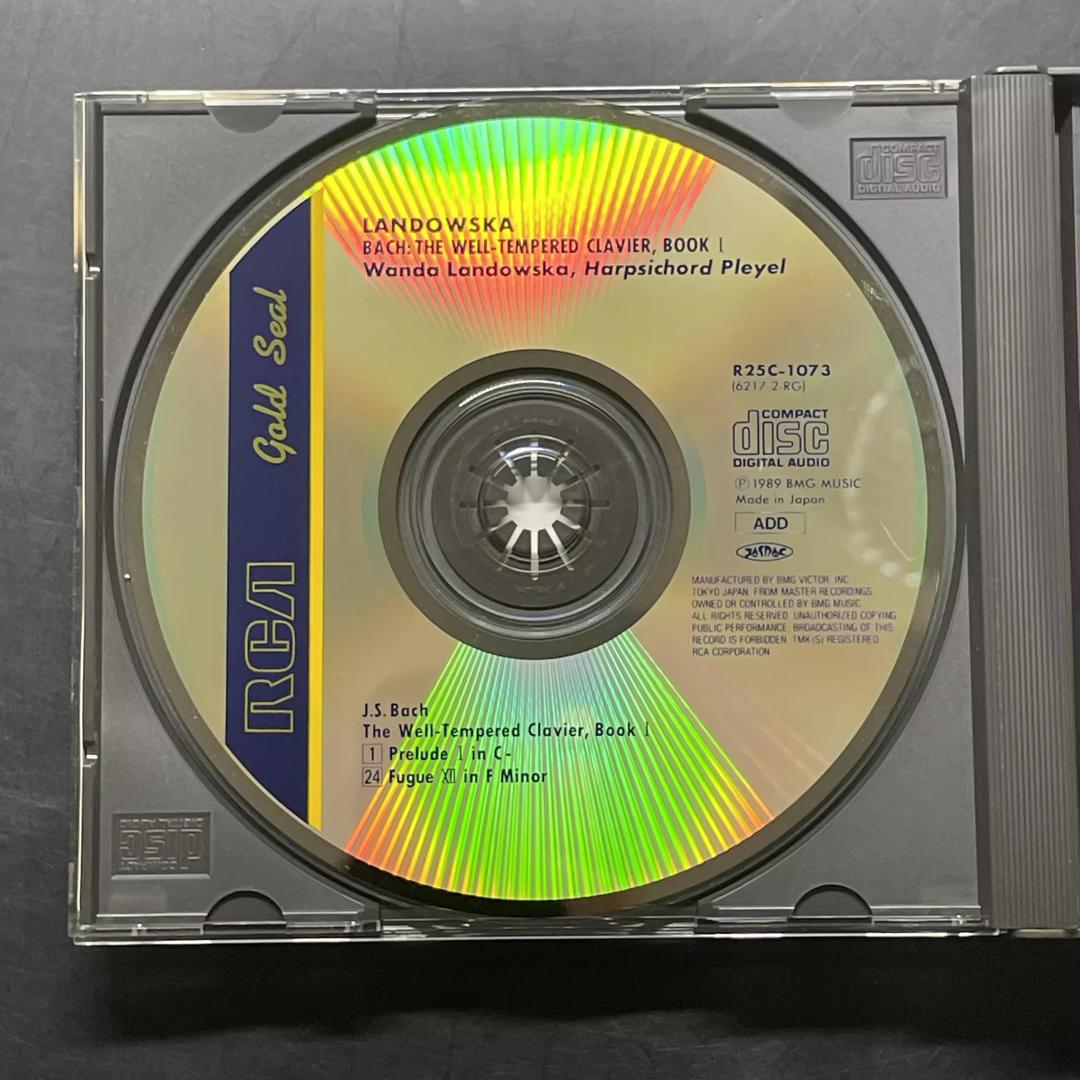 COMPACT
disc
DIGITAL AUDIO
LANDOWSKA
BACH: THE WELL-TEMPERED CLAVIER, BOOK I
Wanda Landowska, Harpsichord Pleyel
Gold Seal
RCA
R25C-1073
(6217-2-RG)
COMPACT
disc
DIGITAL AUDIO
Ⓟ 1989 BMG MUSIC
Made in Japan
ADD
JASRAC
MANUFACTURED BY BMG VICTOR, INC.
TOKYO JAPAN. FROM MASTER RECORDINGS
OWNED OR CONTROLLED BY BMG MUSIC.
ALL RIGHTS RESERVED. UNAUTHORIZED COPYING.
PUBLIC PERFORMANCE. BROADCASTING OF THIS
RECORD IS FORBIDDEN. TMK(S) REGISTERED.
RCA CORPORATION
J.S.Bach
The Well-Tempered Clavier, Book I
1 Prelude I in C-
24 Fugue XII in F Minor
COMPACT
disc
DIGITAL AUDIO